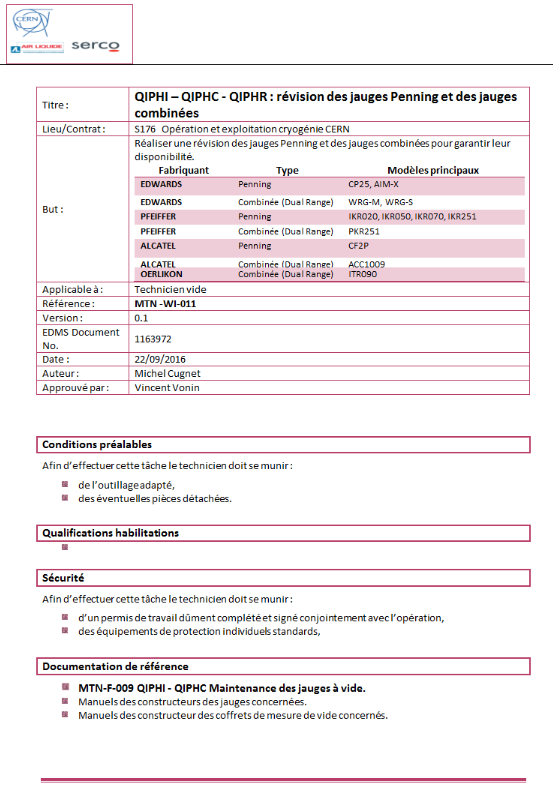 CERN
AIR LIQUIDE serco
Titre : QIPHI – QIPHC - QIPHR : révision des jauges Penning et des jauges
combinées
Lieu/Contrat : S176 Opération et exploitation cryogénie CERN
But : Réaliser une révision des jauges Penning et des jauges combinées pour garantir leur
disponibilité.
Fabriquant Type Modèles principaux
EDWARDS Penning CP25, AIM-X
EDWARDS Combinée (Dual Range) WRG-M, WRG-S
PFEIFFER Penning IKR020, IKR050, IKR070, IKR251
PFEIFFER Combinée (Dual Range) PKR251
ALCATEL Penning CF2P
ALCATEL Combinée (Dual Range) ACC1009
OERLIKON Combinée (Dual Range) ITR090
Applicable à : Technicien vide
Référence : MTN -WI-011
Version : 0.1
EDMS Document
No. 1163972
Date : 22/09/2016
Auteur : Michel Cugnet
Approuvé par : Vincent Vonin
Conditions préalables
Afin d’effectuer cette tâche le technicien doit se munir :
de l’outillage adapté,
des éventuelles pièces détachées.
Qualifications habilitations
Sécurité
Afin d’effectuer cette tâche le technicien doit se munir :
d’un permis de travail dûment complété et signé conjointement avec l’opération,
des équipements de protection individuels standards,
Documentation de référence
MTN-F-009 QIPHI - QIPHC Maintenance des jauges à vide.
Manuels des constructeurs des jauges concernées.
Manuels des constructeur des coffrets de mesure de vide concernés.